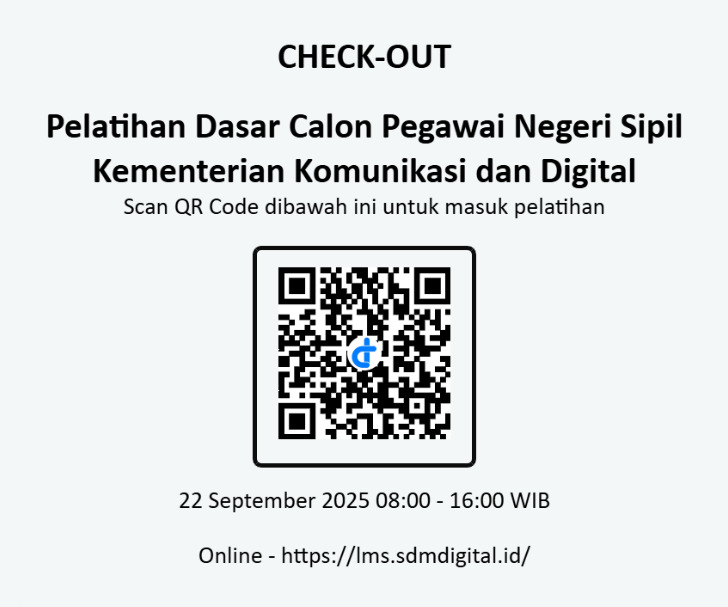 CHECK-OUT
Pelatihan Dasar Calon Pegawai Negeri Sipil
Kementerian Komunikasi dan Digital
Scan QR Code dibawah ini untuk masuk pelatihan
22 September 2025 08:00 - 16:00 WIB
Online - https://lms.sdmdigital.id/